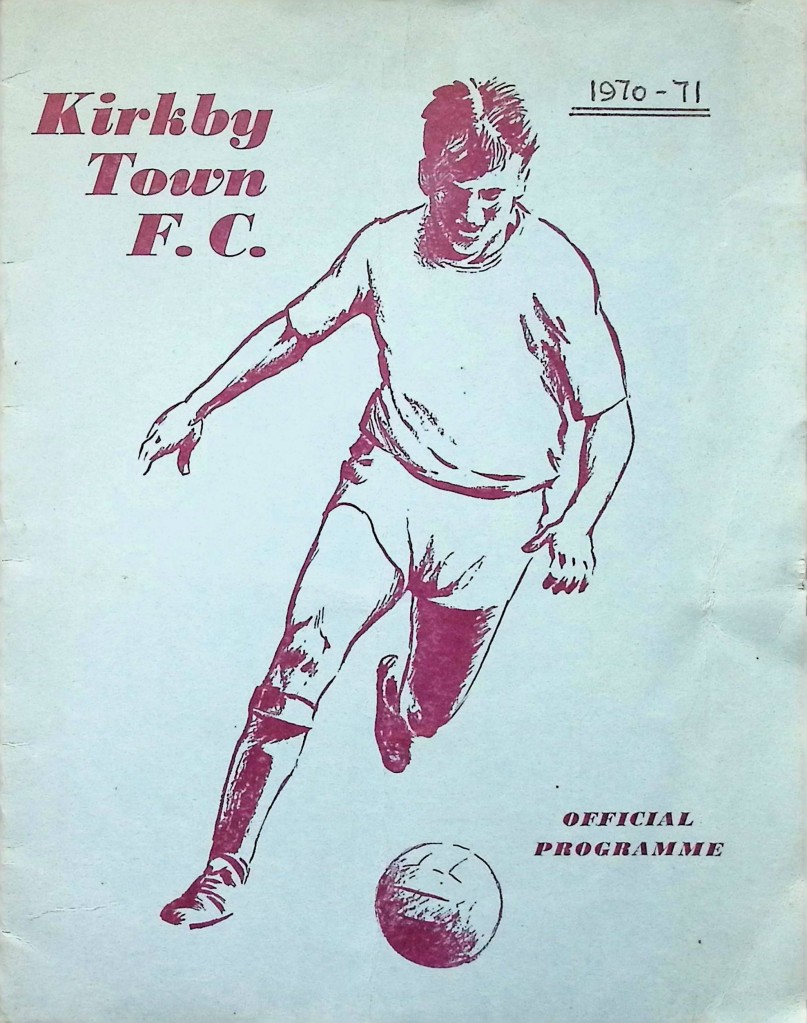 Kirkby
Town
F.C.
1970-71
OFFICIAL
PROGRAMME